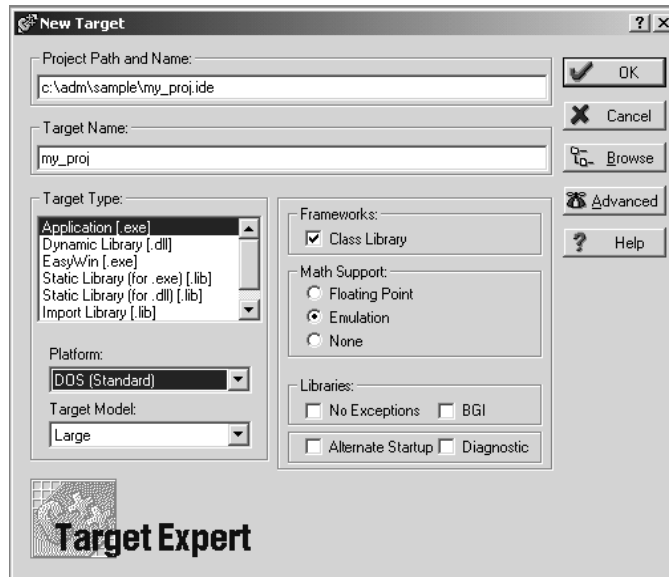 New Target
Project Path and Name:
c:\adm\sample\my_proj.ide
OK
Target Name:
my_proj
Cancel
Browse
Advanced
Help
Target Type:
Application [.exe]
Dynamic Library [.dll]
EasyWin [.exe]
Static Library (for .exe) [.lib]
Static Library (for .dll) [.lib]
Import Library [.lib]
Platform:
DOS (Standard)
Target Model:
Large
Frameworks:
Class Library
Math Support:
Floating Point
Emulation
None
Libraries:
No Exceptions BGI
Alternate Startup Diagnostic
Target Expert